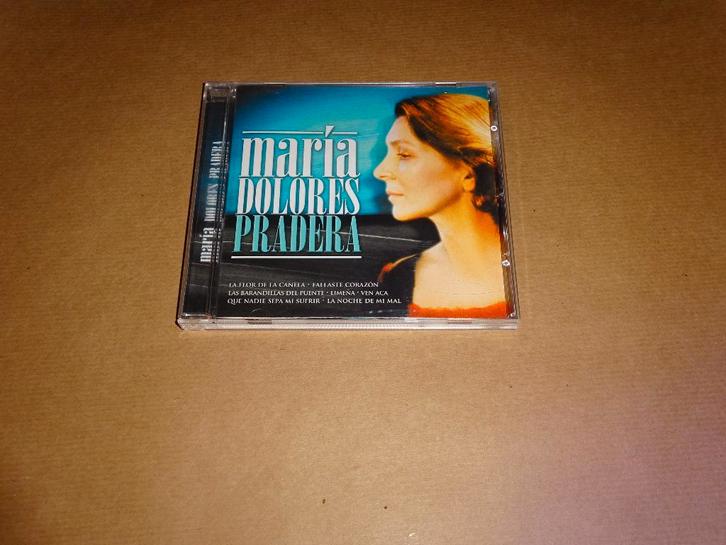 maría
DOLORES
PRADERA
LA FLOR DE LA CANELA · FALLASTE CORAZÓN
LAS BARANDILLAS DEL PUENTE · LIMEÑA · VEN ACA
QUE NADIE SEPA MI SUFRIR · LA NOCHE DE MI MAL
maría DOLORES PRADERA